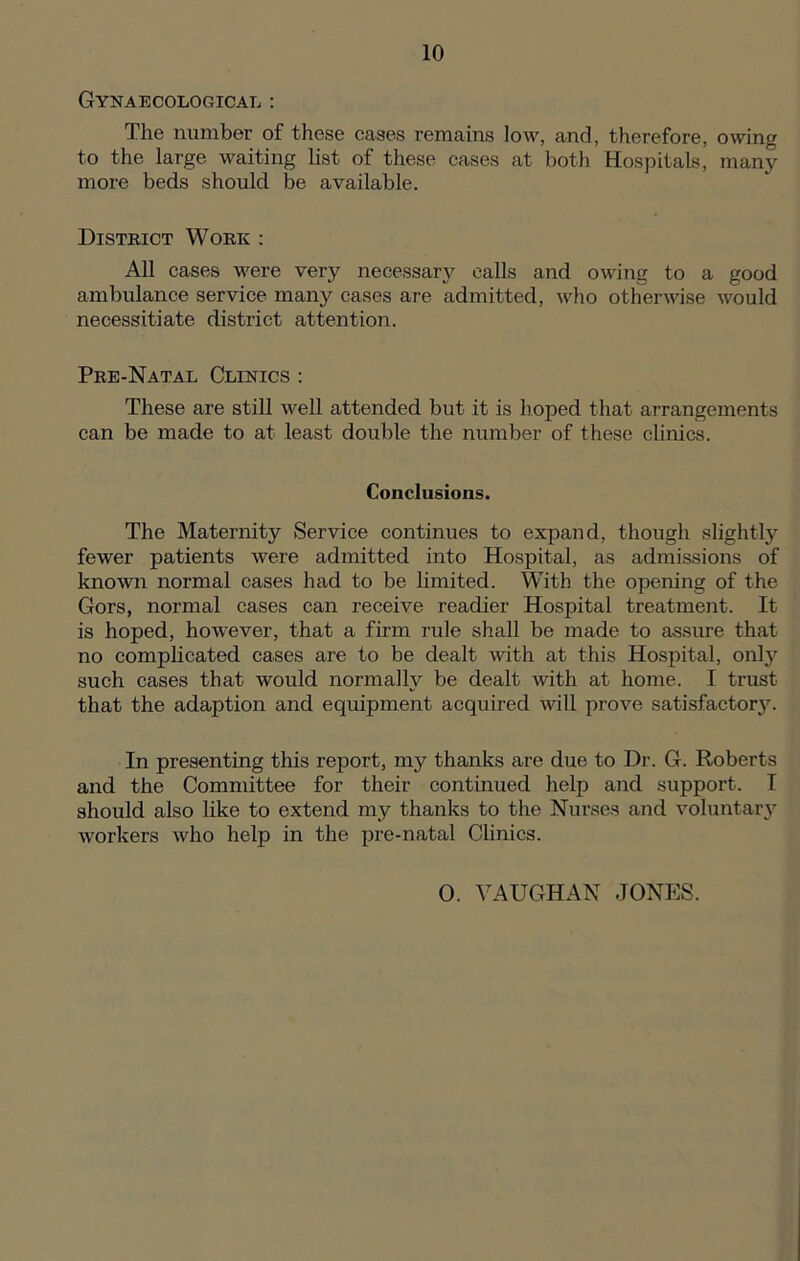 10
GYNAECOLOGICAL :
The number of these cases remains low, and, therefore, owing
to the large waiting list of these cases at both Hospitals, many
more beds should be available.
DISTRICT WORK :
All cases were very necessary calls and owing to a good
ambulance service many cases are admitted, who otherwise would
necessitiate district attention.
PRE-NATAL CLINICS :
These are still well attended but it is hoped that arrangements
can be made to at least double the number of these clinics.
Conclusions.
The Maternity Service continues to expand, though slightly
fewer patients were admitted into Hospital, as admissions of
known normal cases had to be limited. With the opening of the
Gors, normal cases can receive readier Hospital treatment. It
is hoped, however, that a firm rule shall be made to assure that
no complicated cases are to be dealt with at this Hospital, only
such cases that would normally be dealt with at home. I trust
that the adaption and equipment acquired will prove satisfactory.
In presenting this report, my thanks are due to Dr. G. Roberts
and the Committee for their continued help and support. I
should also like to extend my thanks to the Nurses and voluntary
workers who help in the pre-natal Clinics.
O. VAUGHAN JONES.